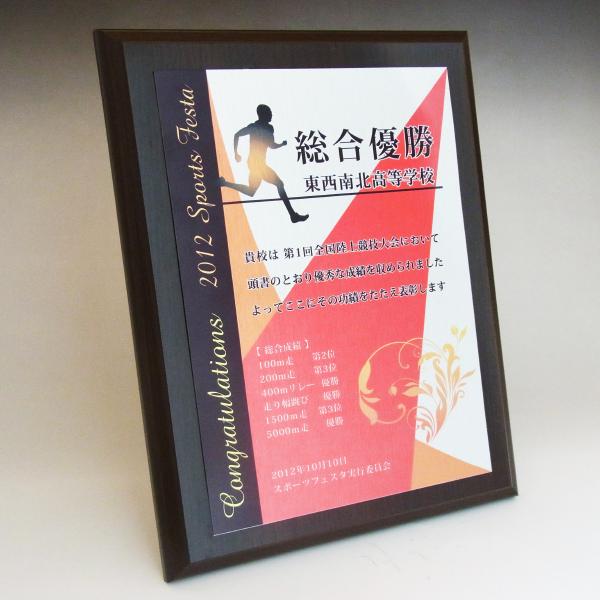 Congratulations 2012 Sports Festa
総合優勝
東西南北高等学校
貴校は 第1回全国陸上競技大会において
頭書のとおり優秀な成績を収められました
よってここにその功績をたたえ表彰します
【 総合成績 】
100m走 第2位
200m走 第3位
400mリレー 優勝
走り幅跳び 優勝
1500m走 第3位
5000m走 優勝
2012年10月10日
スポーツフェスタ実行委員会